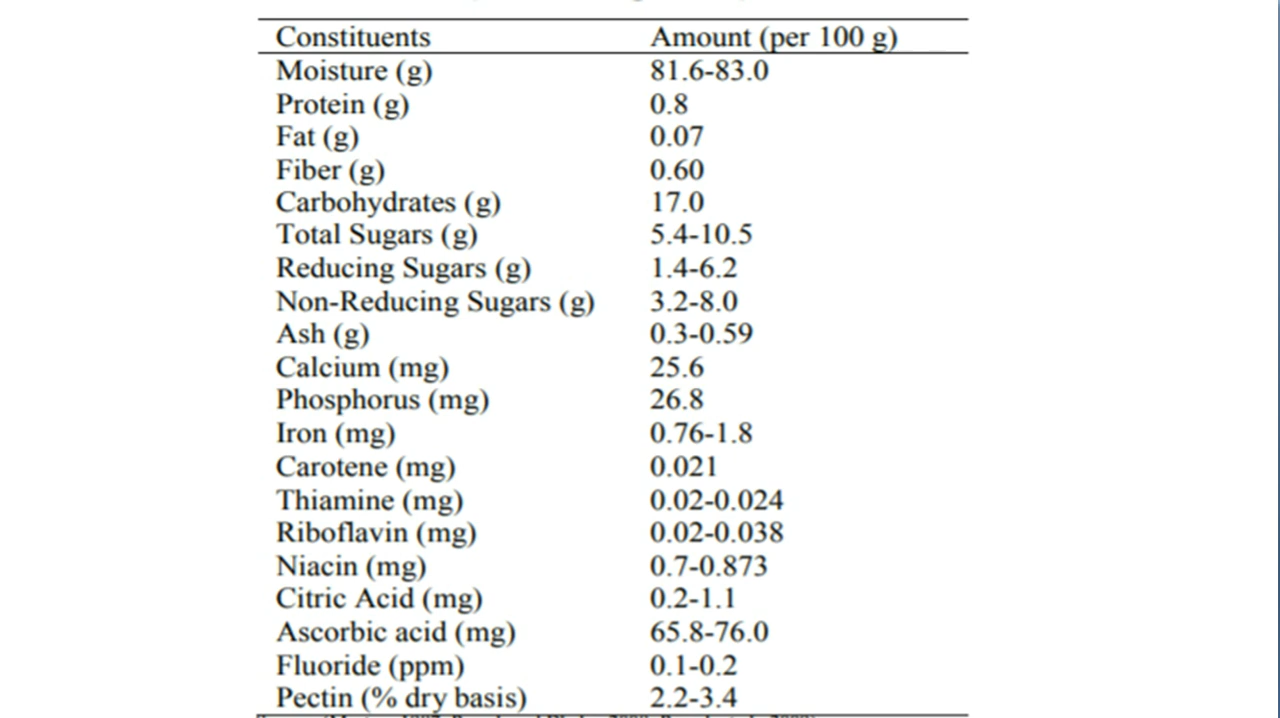 Constituents Amount (per 100 g)
Moisture (g) 81.6-83.0
Protein (g) 0.8
Fat (g) 0.07
Fiber (g) 0.60
Carbohydrates (g) 17.0
Total Sugars (g) 5.4-10.5
Reducing Sugars (g) 1.4-6.2
Non-Reducing Sugars (g) 3.2-8.0
Ash (g) 0.3-0.59
Calcium (mg) 25.6
Phosphorus (mg) 26.8
Iron (mg) 0.76-1.8
Carotene (mg) 0.021
Thiamine (mg) 0.02-0.024
Riboflavin (mg) 0.02-0.038
Niacin (mg) 0.7-0.873
Citric Acid (mg) 0.2-1.1
Ascorbic acid (mg) 65.8-76.0
Fluoride (ppm) 0.1-0.2
Pectin (% dry basis) 2.2-3.4